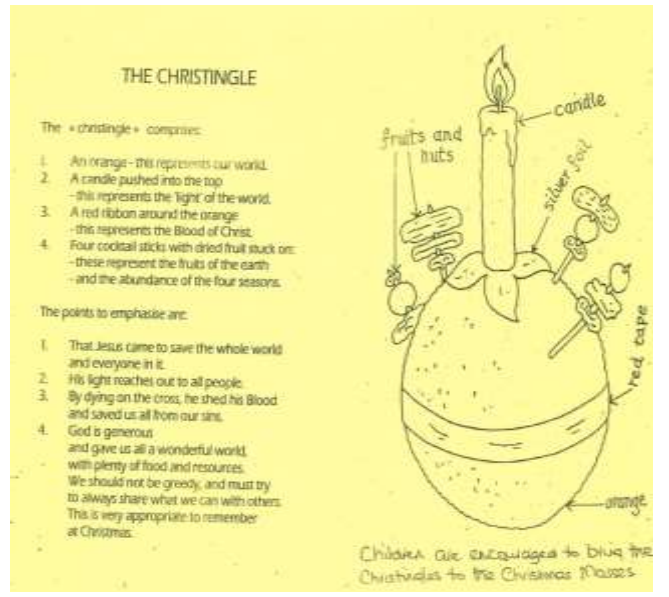 THE CHRISTINGLE
The « christingle » comprises:
1. An orange - this represents our world.
2. A candle pushed into the top
- this represents the 'light' of the world.
3. A red ribbon around the orange
- this represents the Blood of Christ.
4. Four cocktail sticks with dried fruit stuck on:
- these represent the fruits of the earth
- and the abundance of the four seasons.
The points to emphasise are:
1. That Jesus came to save the whole world
and everyone in it.
2. His light reaches out to all people.
3. By dying on the cross, he shed his Blood
and saved us all from our sins.
4. God is generous
and gave us all a wonderful world,
with plenty of food and resources.
We should not be greedy, and must try
to always share what we can with others.
This is very appropriate to remember
at Christmas.
candle
fruits and
nuts
silver foil
red tape
orange
Children are encouraged to bring the
Christingles to the Christmas Masses